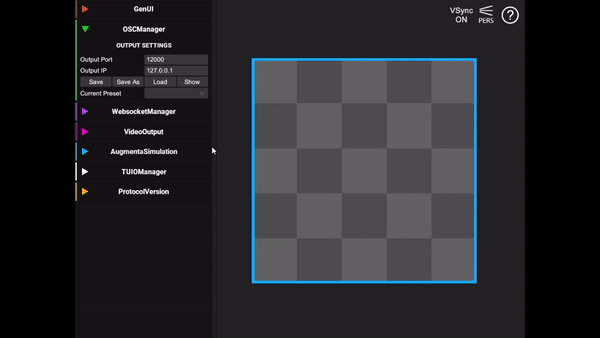 GenUI
OSCManager
OUTPUT SETTINGS
Output Port 12000
Output IP 127.0.0.1
Save Save As Load Show
Current Preset
WebsocketManager
VideoOutput
AugmentaSimulation
TUIOManager
ProtocolVersion
VSync
ON
PERS
?